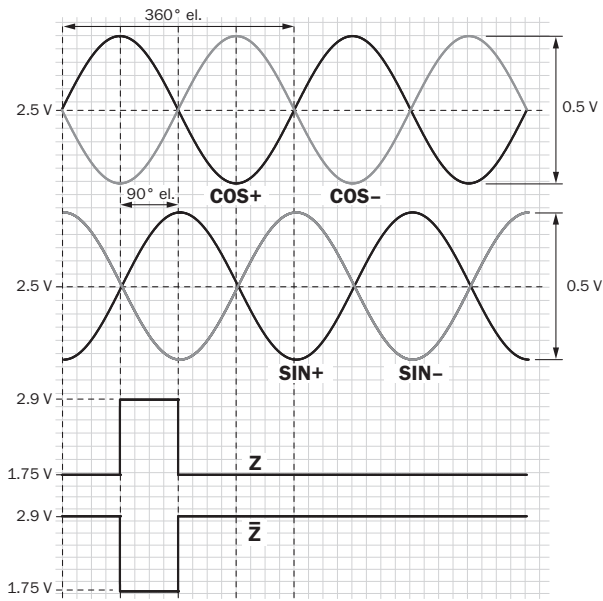 360° el.
2.5 V
0.5 V
90° el.
COS+
COS–
2.5 V
0.5 V
SIN+
SIN–
2.9 V
Z
1.75 V
2.9 V
Z̅
1.75 V